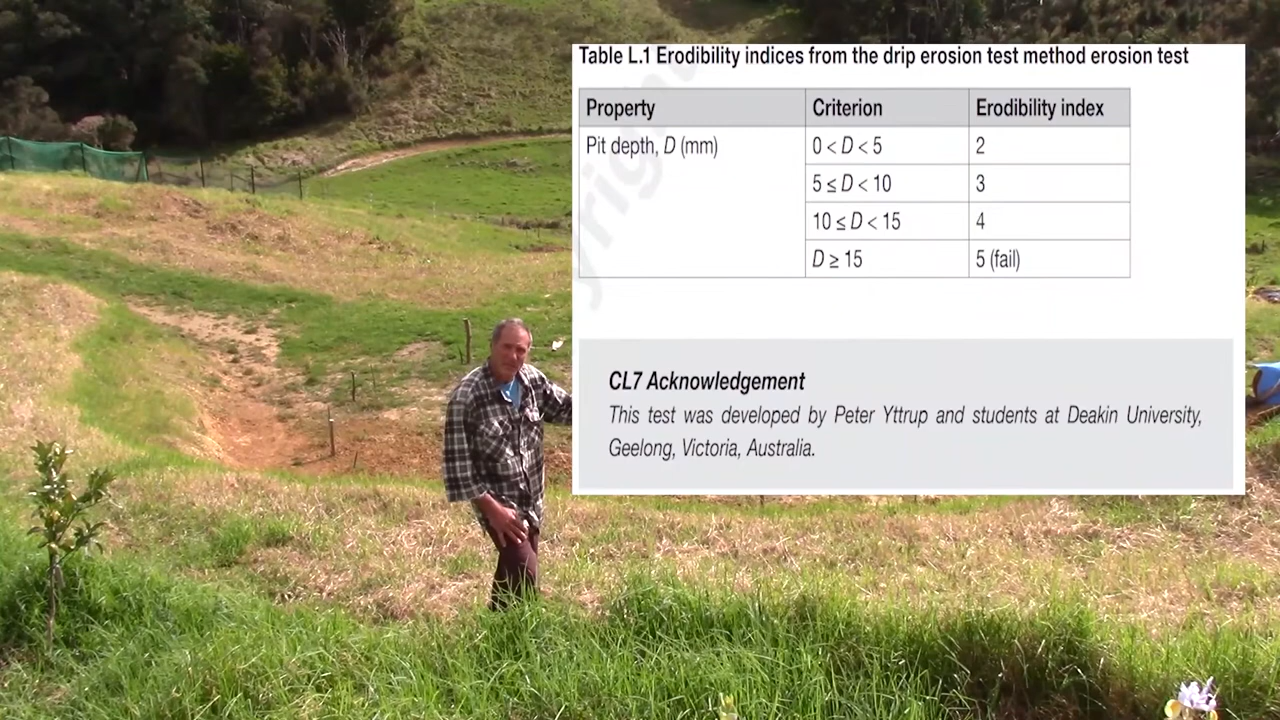 Table L.1 Erodibility indices from the drip erosion test method erosion test
Property Criterion Erodibility index
Pit depth, D (mm) 0 < D < 5 2
5 ≤ D < 10 3
10 ≤ D < 15 4
D ≥ 15 5 (fail)
CL7 Acknowledgement
This test was developed by Peter Yttrup and students at Deakin University,
Geelong, Victoria, Australia.